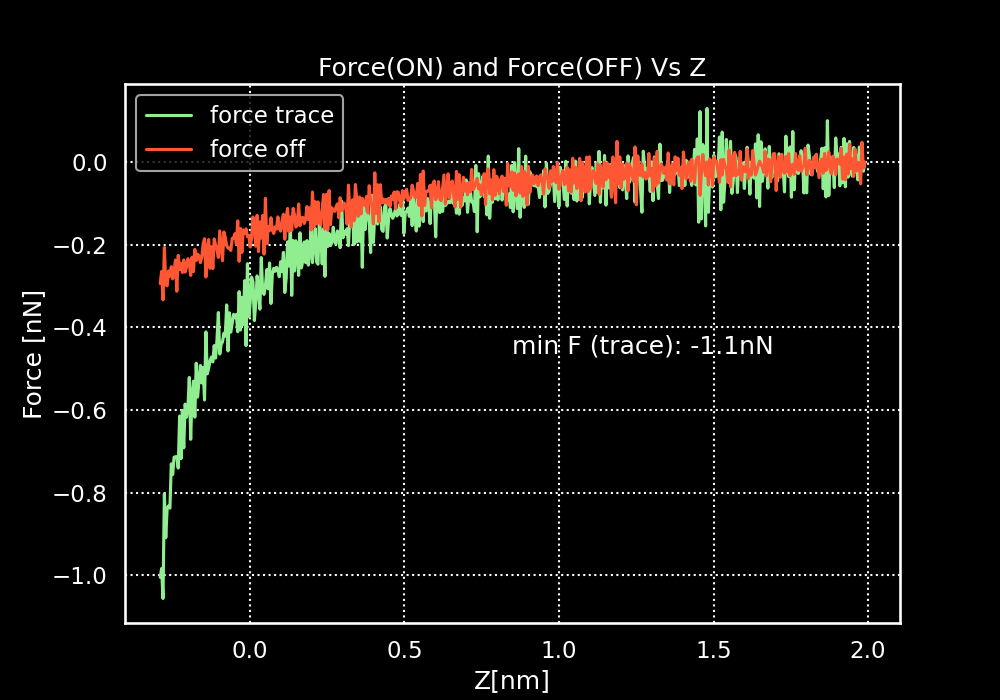 Force(ON) and Force(OFF) Vs Z
force trace
force off
0.0
−0.2
−0.4
−0.6
−0.8
−1.0
Force [nN]
min F (trace): -1.1nN
0.0 0.5 1.0 1.5 2.0
Z[nm]